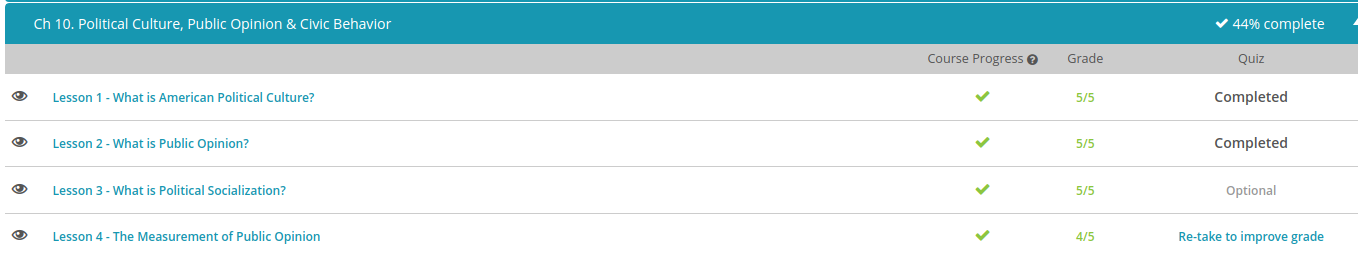 Ch 10. Political Culture, Public Opinion & Civic Behavior 44% complete
Course Progress Grade Quiz
Lesson 1 - What is American Political Culture? 5/5 Completed
Lesson 2 - What is Public Opinion? 5/5 Completed
Lesson 3 - What is Political Socialization? 5/5 Optional
Lesson 4 - The Measurement of Public Opinion 4/5 Re-take to improve grade